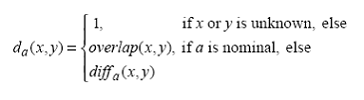 1, if x or y is unknown, else
d_a(x,y) = { overlap(x,y), if a is nominal, else
diff_a(x,y)